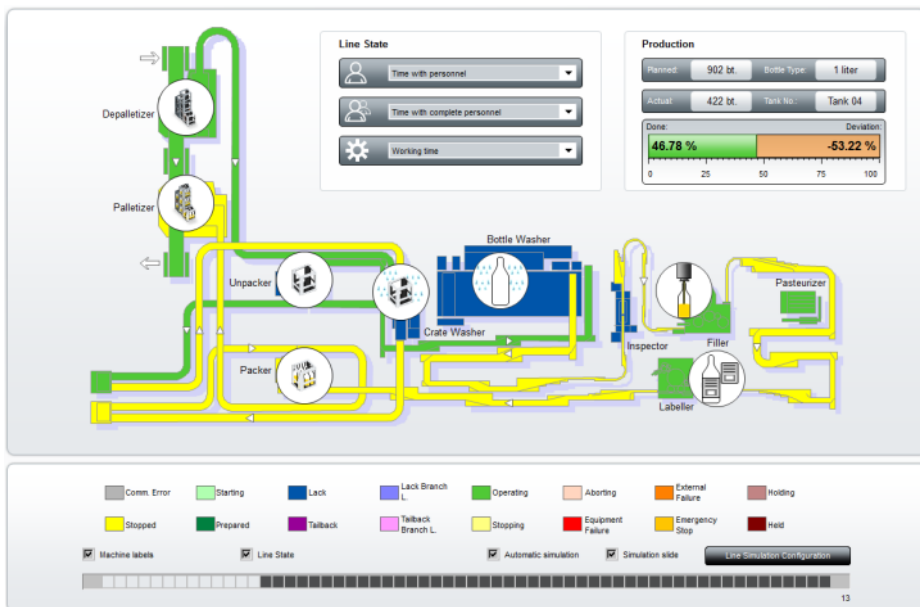 Line State
Time with personnel
Time with complete personnel
Working time
Production
Planned: 902 bt. Bottle Type: 1 liter
Actual: 422 bt. Tank No.: Tank 04
Done: Deviation:
46.78 % -53.22 %
0 25 50 75 100
Depalletizer
Palletizer
Unpacker
Crate Washer
Bottle Washer
Packer
Inspector
Filler
Pasteurizer
Labeller
Comm. Error
Starting
Lack
Lack Branch
L.
Operating
Aborting
External
Failure
Holding
Stopped
Prepared
Tailback
Tailback
Branch L.
Stopping
Equipment
Failure
Emergency
Stop
Held
Machine labels
Line State
Automatic simulation
Simulation slide
Line Simulation Configuration
13